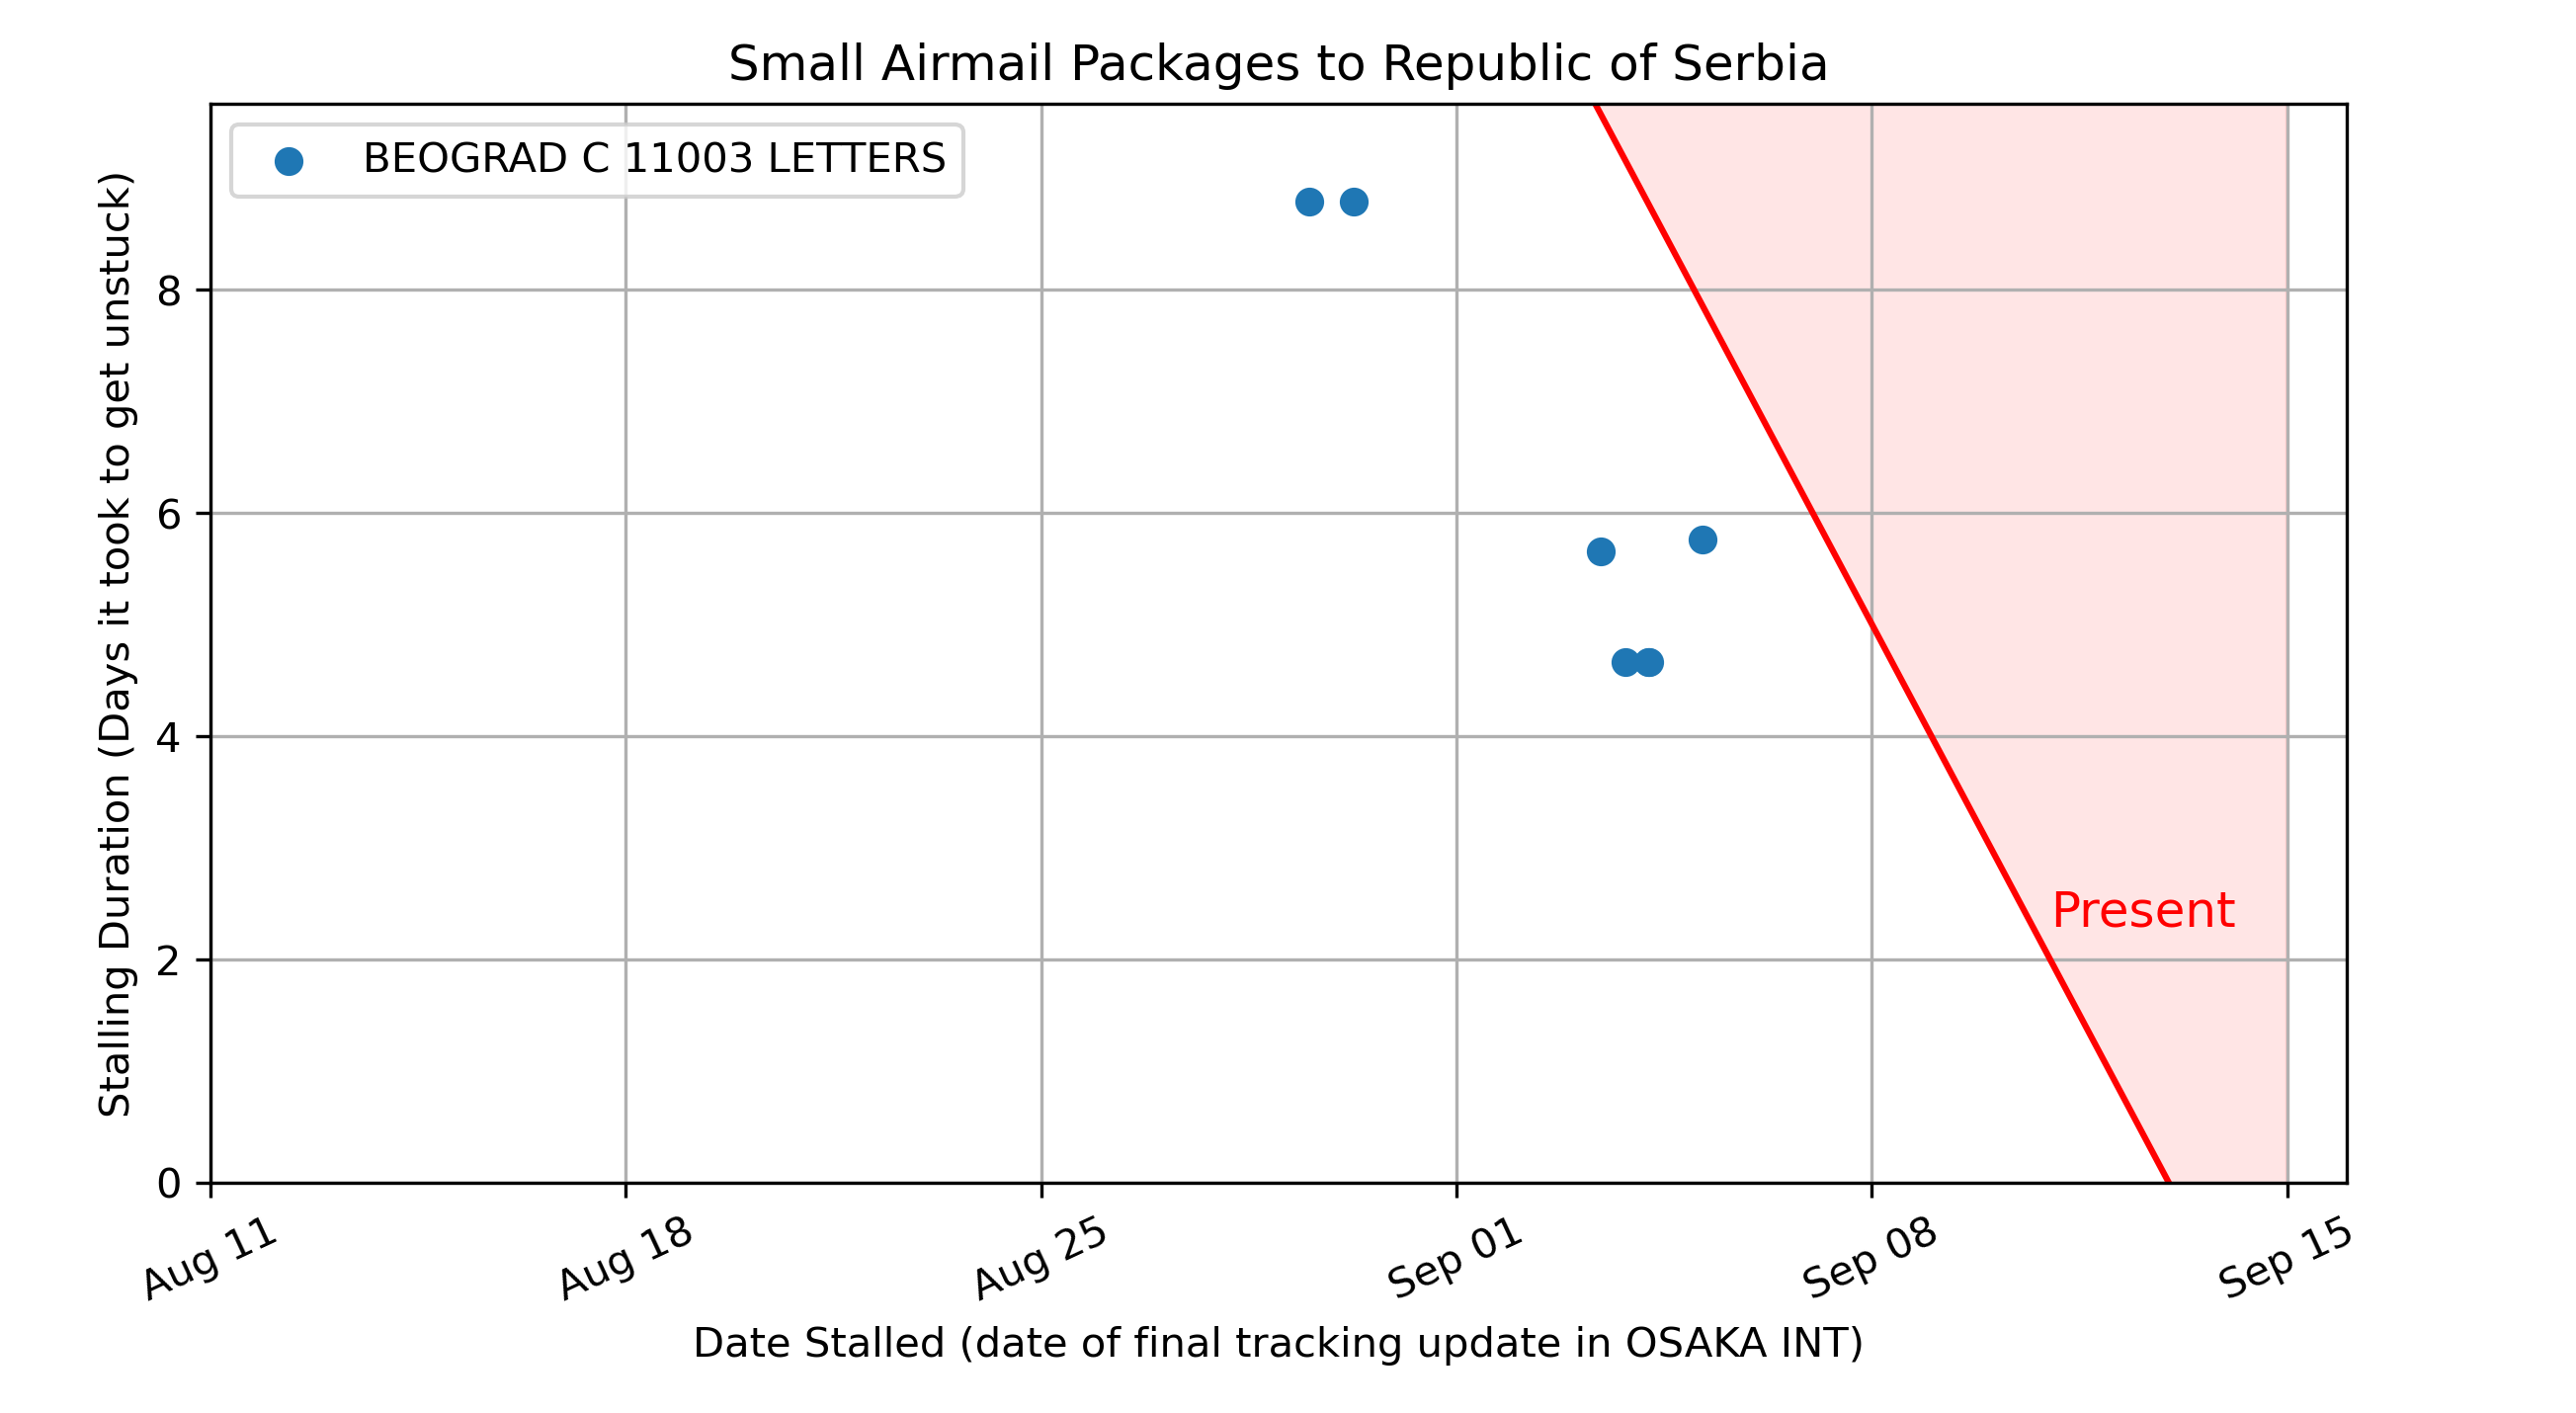 Small Airmail Packages to Republic of Serbia
BEOGRAD C 11003 LETTERS
Stalling Duration (Days it took to get unstuck)
8
6
4
2
0
Present
Aug 11
Aug 18
Aug 25
Sep 01
Sep 08
Sep 15
Date Stalled (date of final tracking update in OSAKA INT)